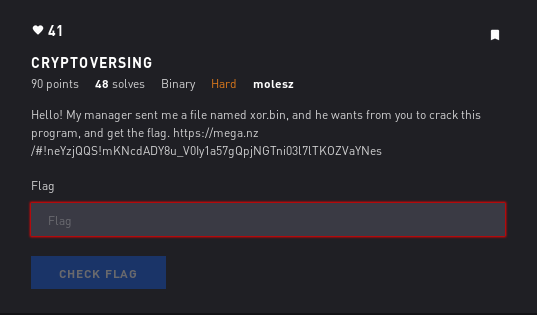 41
CRYPTOVERSING
90 points 48 solves Binary Hard molesz
Hello! My manager sent me a file named xor.bin, and he wants from you to crack this
program, and get the flag. https://mega.nz
/#!neYzjQQS!mKNcdADY8u_V0Iy1a57gQpjNGTni03l7lTKOZVaYNes
Flag
Flag
CHECK FLAG